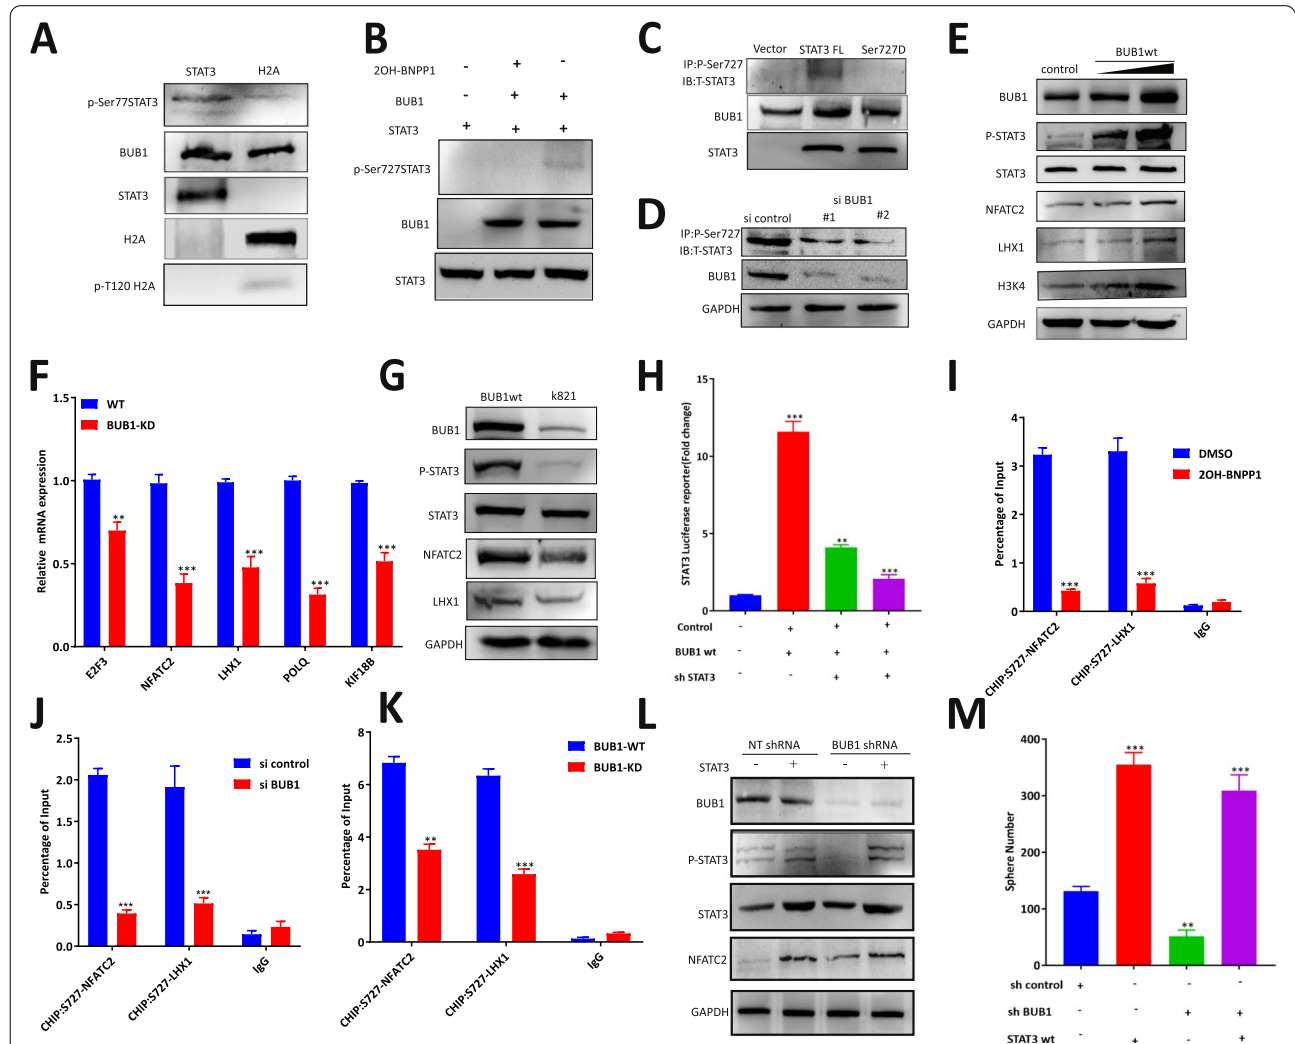 A
STAT3 H2A
p-Ser77STAT3
BUB1
STAT3
H2A
p-T120 H2A
B
2OH-BNPP1 - + -
BUB1 - + +
STAT3 + + +
p-Ser727STAT3
BUB1
STAT3
C
Vector STAT3 FL Ser727D
IP:P-Ser727
IB:T-STAT3
BUB1
STAT3
D
si BUB1
si control #1 #2
IP:P-Ser727
IB:T-STAT3
BUB1
GAPDH
E
BUB1wt
control
BUB1
P-STAT3
STAT3
NFATC2
LHX1
H3K4
GAPDH
F
Relative mRNA expression
1.5
1.0
0.5
0.0
WT
BUB1-KD
** *** *** *** ***
E2F3 NFATC2 LHX1 POLQ KIF18B
G
BUB1wt k821
BUB1
P-STAT3
STAT3
NFATC2
LHX1
GAPDH
H
STAT3 Luciferase reporter(Fold change)
15
10
5
0
*** ** ***
Control - + + +
BUB1 wt - + + +
sh STAT3 - - + +
I
Percentage of Input
4
3
2
1
0
DMSO
2OH-BNPP1
*** ***
CHIP:S727-NFATC2 CHIP:S727-LHX1 IgG
J
Percentage of Input
2.5
2.0
1.5
1.0
0.5
0.0
si control
si BUB1
*** ***
CHIP:S727-NFATC2 CHIP:S727-LHX1 IgG
K
Percentage of Input
8
6
4
2
0
BUB1-WT
BUB1-KD
** ***
CHIP:S727-NFATC2 CHIP:S727-LHX1 IgG
L
NT shRNA BUB1 shRNA
STAT3 - + - +
BUB1
P-STAT3
STAT3
NFATC2
GAPDH
M
Sphere Number
400
300
200
100
0
*** ** ***
sh control + - - -
sh BUB1 - - + +
STAT3 wt - + - +